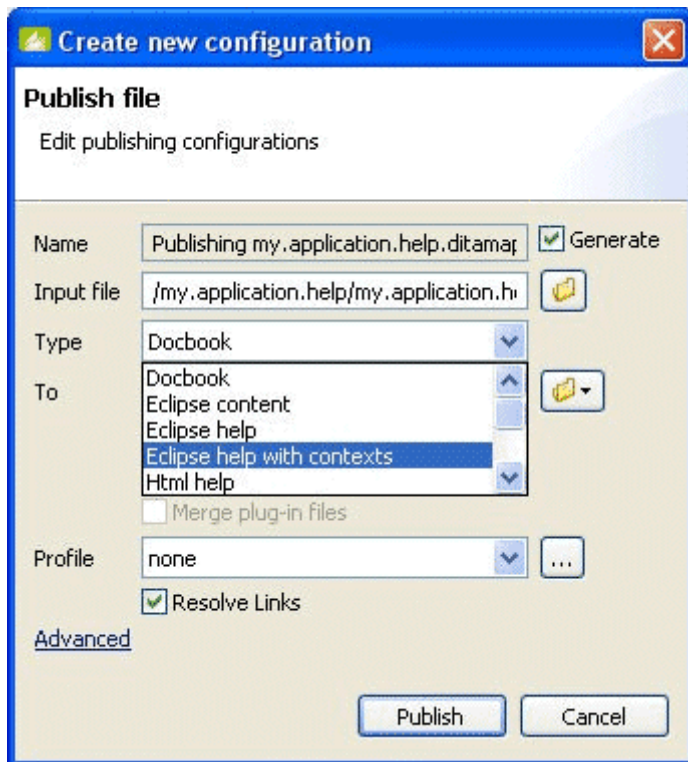 Create new configuration
Publish file
Edit publishing configurations
Name Publishing my.application.help.ditamap Generate
Input file /my.application.help/my.application.h
Type Docbook
To
Docbook
Eclipse content
Eclipse help
Eclipse help with contexts
Html help
Merge plug-in files
Profile none ...
Resolve Links
Advanced
Publish Cancel